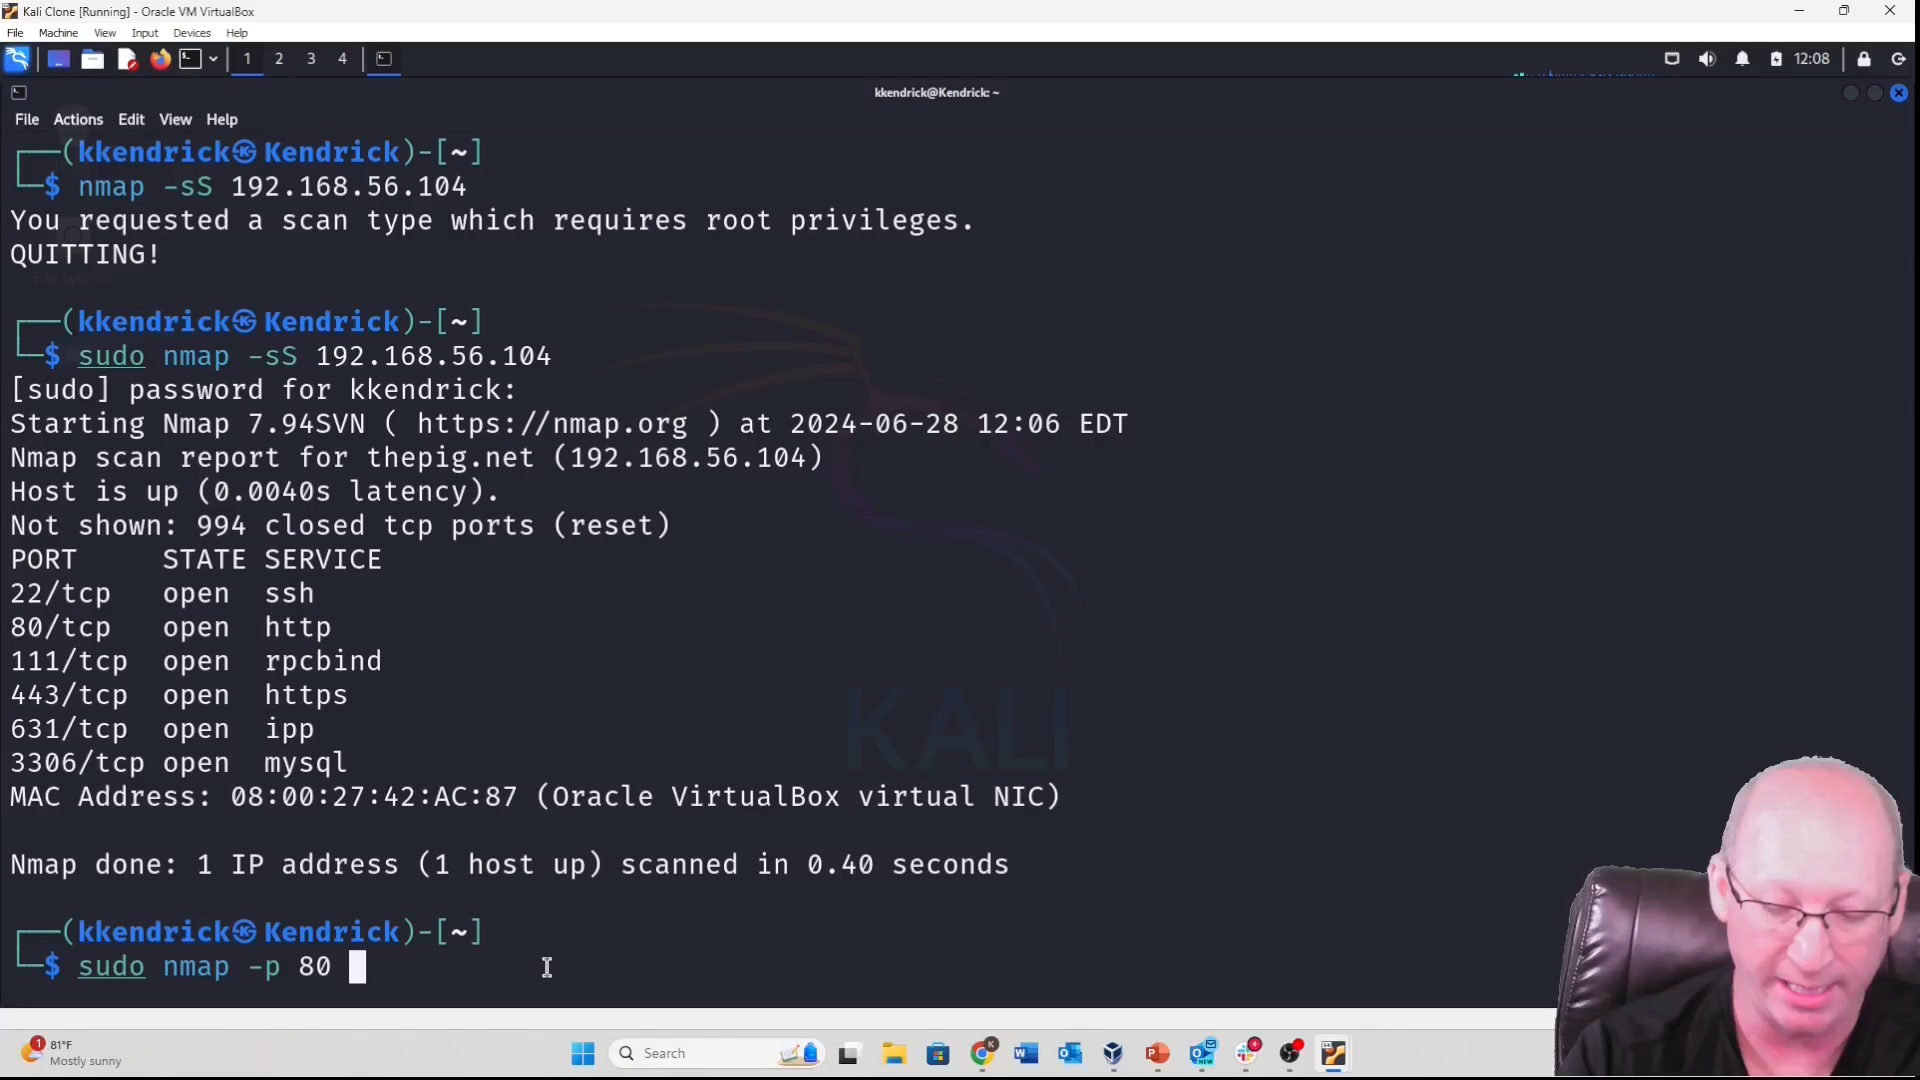 Kali Clone [Running] - Oracle VM VirtualBox
File Machine View Input Devices Help
1 2 3 4 12:08
kkendrick@Kendrick: ~
File Actions Edit View Help
┌──(kkendrick㉿Kendrick)-[~]
└─$ nmap -sS 192.168.56.104
You requested a scan type which requires root privileges.
QUITTING!
File System
┌──(kkendrick㉿Kendrick)-[~]
└─$ sudo nmap -sS 192.168.56.104
[sudo] password for kkendrick:
Starting Nmap 7.94SVN ( https://nmap.org ) at 2024-06-28 12:06 EDT
Nmap scan report for thepig.net (192.168.56.104)
Host is up (0.0040s latency).
Not shown: 994 closed tcp ports (reset)
PORT     STATE SERVICE
22/tcp   open  ssh
80/tcp   open  http
111/tcp  open  rpcbind
443/tcp  open  https
631/tcp  open  ipp
3306/tcp open  mysql
KALI
MAC Address: 08:00:27:42:AC:87 (Oracle VirtualBox virtual NIC)
Nmap done: 1 IP address (1 host up) scanned in 0.40 seconds
┌──(kkendrick㉿Kendrick)-[~]
└─$ sudo nmap -p 80
1 81°F
Mostly sunny
Search